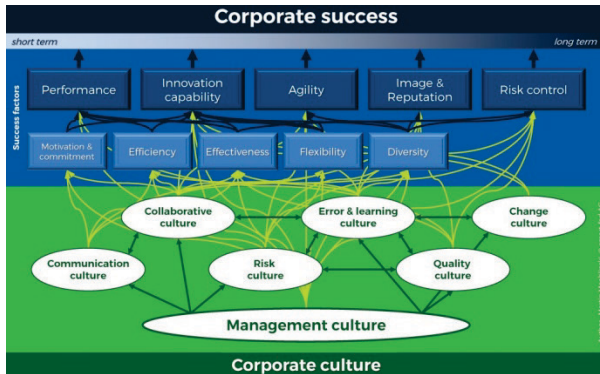 Corporate success
short term
long term
Success factors
Performance
Innovation
capability
Agility
Image &
Reputation
Risk control
Motivation &
commitment
Efficiency
Effectiveness
Flexibility
Diversity
Collaborative
culture
Error & learning
culture
Change
culture
Communication
culture
Risk
culture
Quality
culture
Management culture
Corporate culture